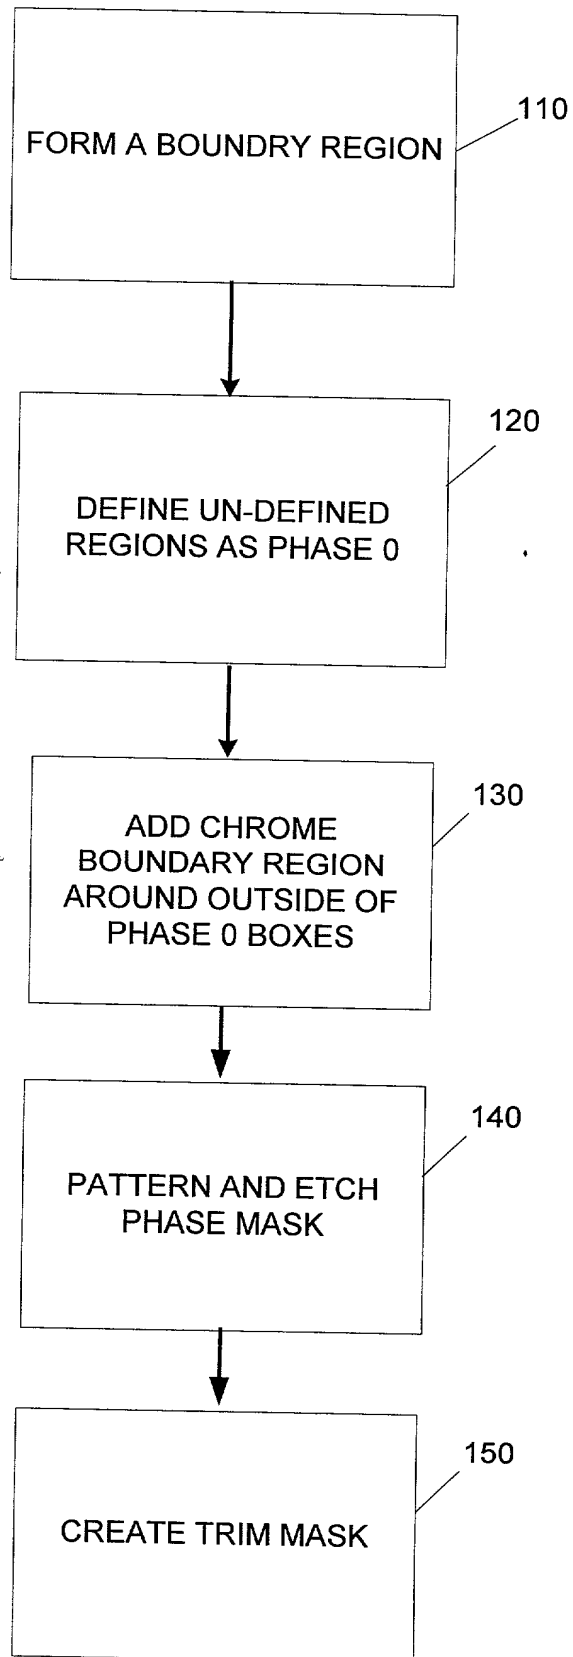 110
FORM A BOUNDRY REGION
120
DEFINE UN-DEFINED
REGIONS AS PHASE 0
130
ADD CHROME
BOUNDARY REGION
AROUND OUTSIDE OF
PHASE 0 BOXES
140
PATTERN AND ETCH
PHASE MASK
150
CREATE TRIM MASK